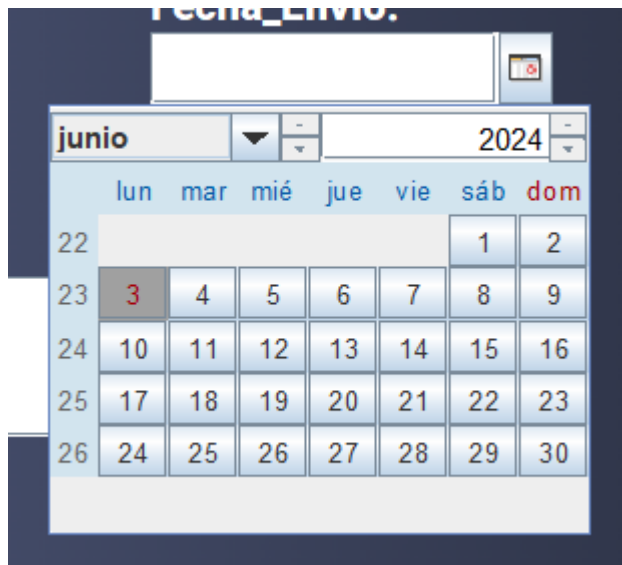 Fecha_Envio:
junio 2024
lun mar mié jue vie sáb dom
22 1 2
23 3 4 5 6 7 8 9
24 10 11 12 13 14 15 16
25 17 18 19 20 21 22 23
26 24 25 26 27 28 29 30